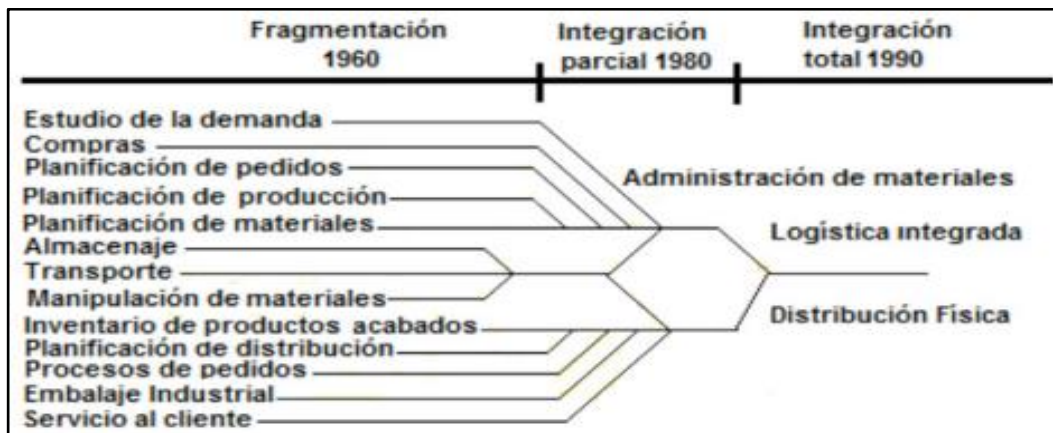 Fragmentación
1960
Integración
parcial 1980
Integración
total 1990
Estudio de la demanda
Compras
Planificación de pedidos
Planificación de producción
Planificación de materiales
Almacenaje
Transporte
Manipulación de materiales
Inventario de productos acabados
Planificación de distribución
Procesos de pedidos
Embalaje Industrial
Servicio al cliente
Administración de materiales
Logística integrada
Distribución Física